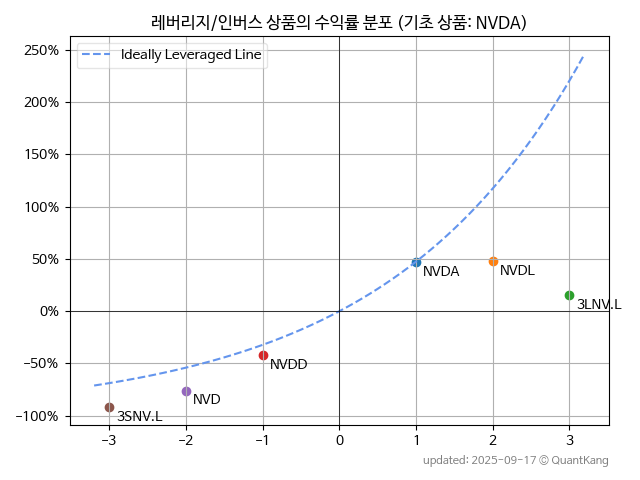 레버리지/인버스 상품의 수익률 분포 (기초 상품: NVDA)
Ideally Leveraged Line
250%
200%
150%
100%
50%
0%
−50%
−100%
NVDA
NVDL
3LNV.L
NVDD
NVD
3SNV.L
−3 −2 −1 0 1 2 3
updated: 2025-09-17 © QuantKang